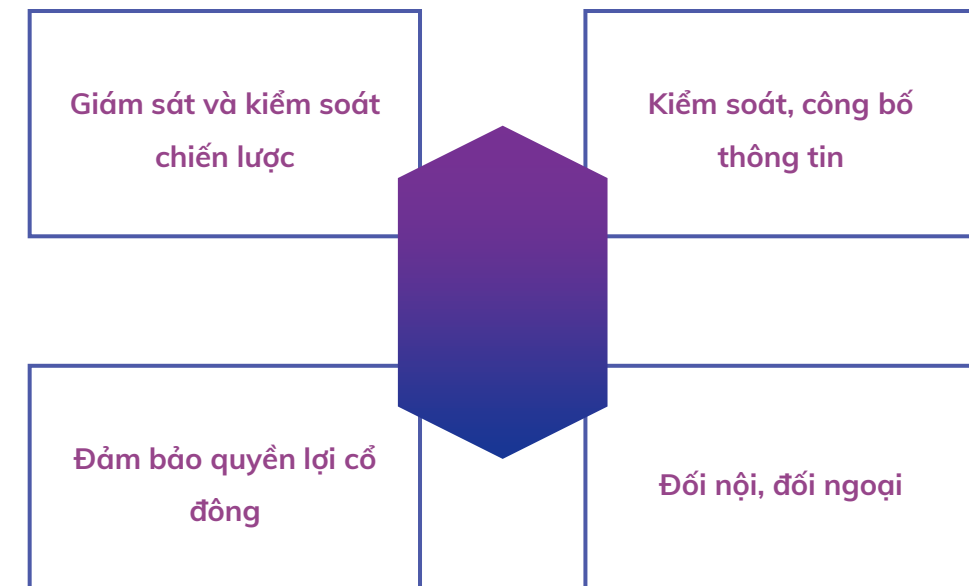 Giám sát và kiểm soát
chiến lược
Kiểm soát, công bố
thông tin
Đảm bảo quyền lợi cổ
đông
Đối nội, đối ngoại